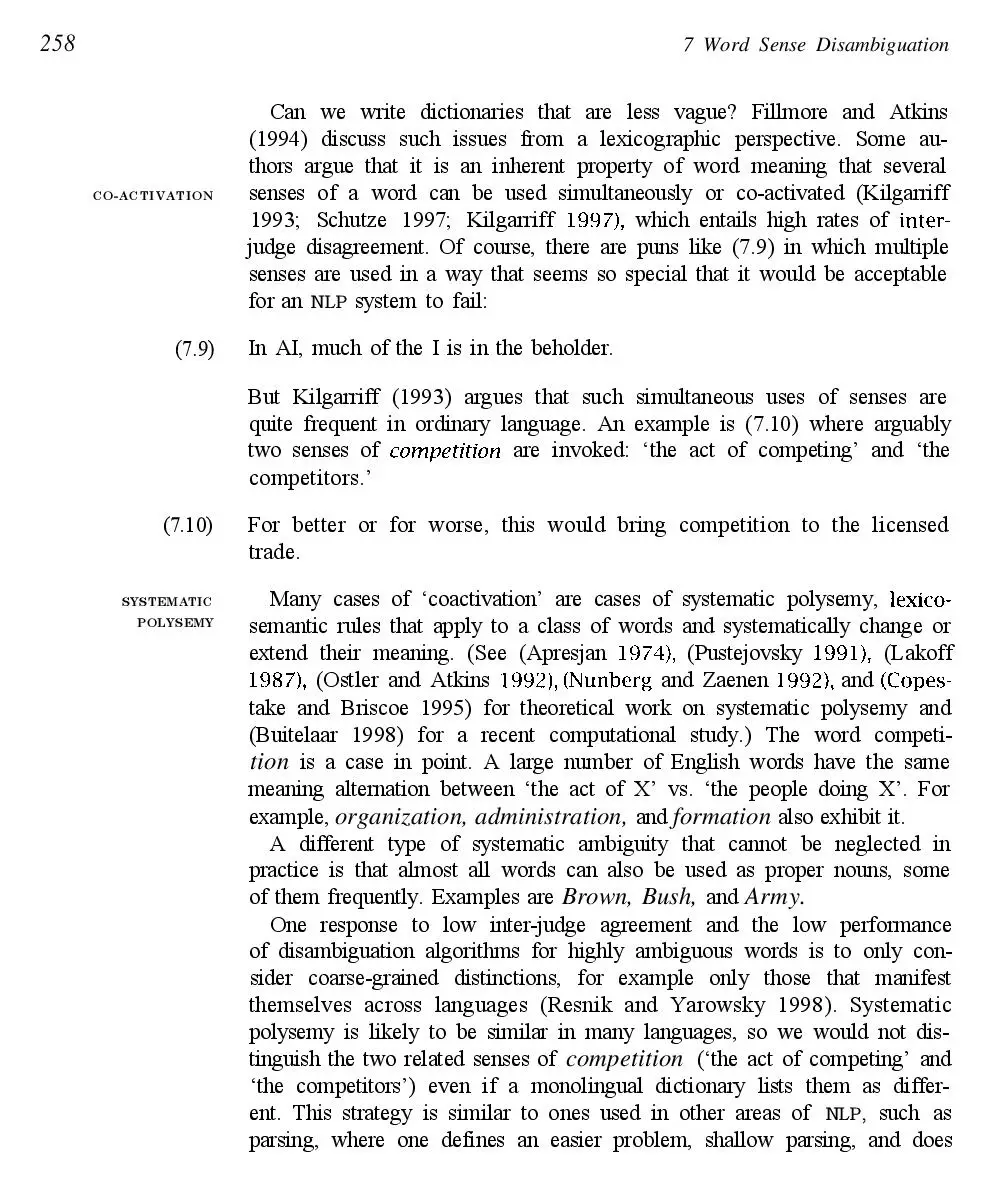 258
7 Word Sense Disambiguation
Can we write dictionaries that are less vague? Fillmore and Atkins
(1994) discuss such issues from a lexicographic perspective. Some au-
thors argue that it is an inherent property of word meaning that several
CO-ACTIVATION
senses of a word can be used simultaneously or co-activated (Kilgarriff
1993; Schutze 1997; Kilgarriff 1997), which entails high rates of inter-
judge disagreement. Of course, there are puns like (7.9) in which multiple
senses are used in a way that seems so special that it would be acceptable
for an NLP system to fail:
(7.9) In AI, much of the I is in the beholder.
But Kilgarriff (1993) argues that such simultaneous uses of senses are
quite frequent in ordinary language. An example is (7.10) where arguably
two senses of competition are invoked: ‘the act of competing’ and ‘the
competitors.’
(7.10) For better or for worse, this would bring competition to the licensed
trade.
SYSTEMATIC
POLYSEMY
Many cases of ‘coactivation’ are cases of systematic polysemy, lexico-
semantic rules that apply to a class of words and systematically change or
extend their meaning. (See (Apresjan 1974), (Pustejovsky 1991), (Lakoff
1987), (Ostler and Atkins 1992), (Nunberg and Zaenen 1992), and (Copes-
take and Briscoe 1995) for theoretical work on systematic polysemy and
(Buitelaar 1998) for a recent computational study.) The word competi-
tion is a case in point. A large number of English words have the same
meaning alternation between ‘the act of X’ vs. ‘the people doing X’. For
example, organization, administration, and formation also exhibit it.
A different type of systematic ambiguity that cannot be neglected in
practice is that almost all words can also be used as proper nouns, some
of them frequently. Examples are Brown, Bush, and Army.
One response to low inter-judge agreement and the low performance
of disambiguation algorithms for highly ambiguous words is to only con-
sider coarse-grained distinctions, for example only those that manifest
themselves across languages (Resnik and Yarowsky 1998). Systematic
polysemy is likely to be similar in many languages, so we would not dis-
tinguish the two related senses of competition (‘the act of competing’ and
‘the competitors’) even if a monolingual dictionary lists them as differ-
ent. This strategy is similar to ones used in other areas of NLP, such as
parsing, where one defines an easier problem, shallow parsing, and does